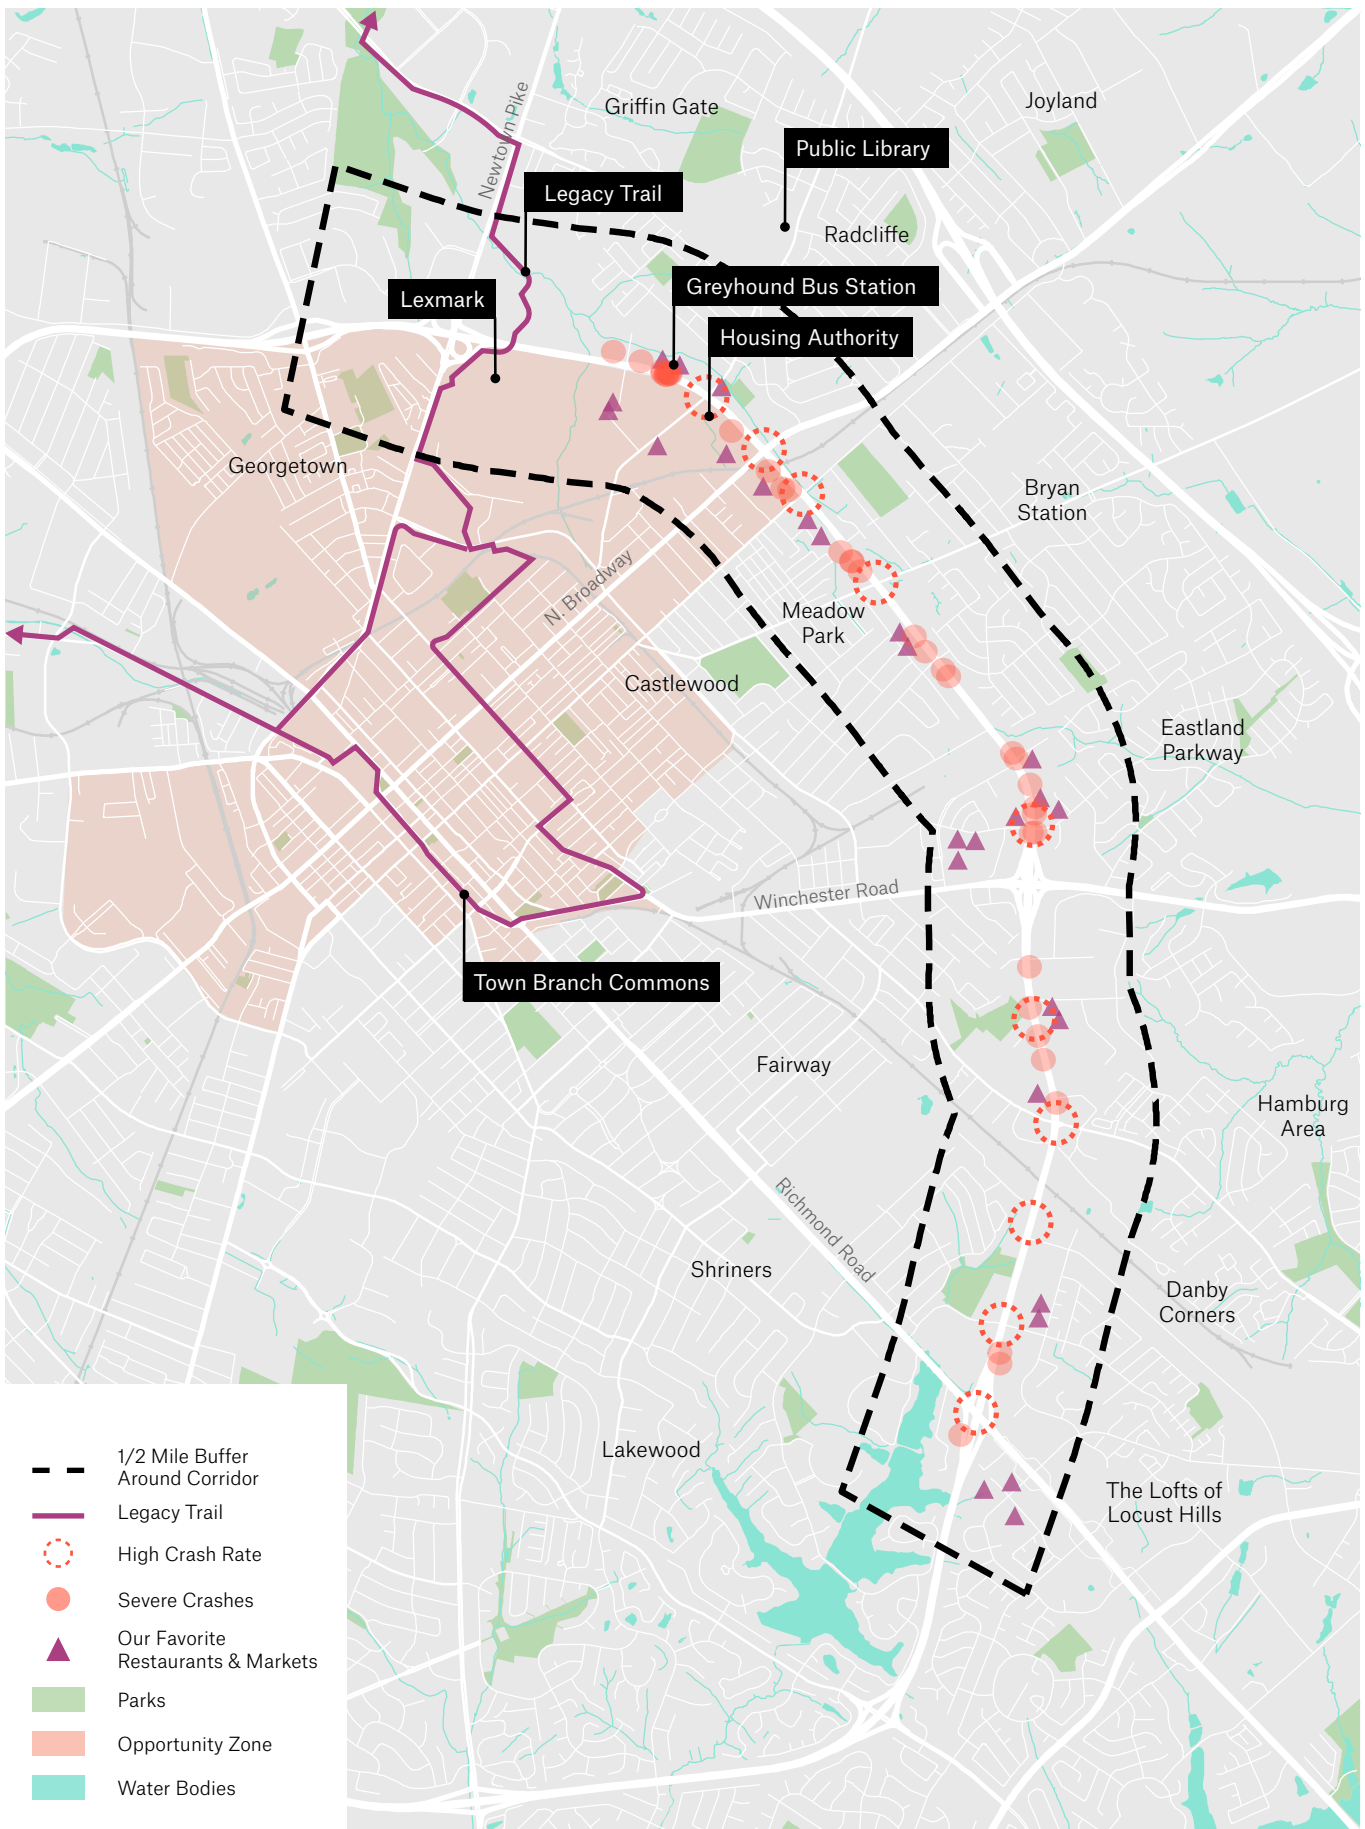 Griffin Gate
Joyland
Newtown Pike
Public Library
Legacy Trail
Radcliffe
Lexmark
Greyhound Bus Station
Housing Authority
Georgetown
Bryan
Station
N. Broadway
Meadow
Park
Castlewood
Eastland
Parkway
Winchester Road
Town Branch Commons
Fairway
Hamburg
Area
Richmond Road
Shriners
Danby
Corners
Lakewood
The Lofts of
Locust Hills
1/2 Mile Buffer
Around Corridor
Legacy Trail
High Crash Rate
Severe Crashes
Our Favorite
Restaurants & Markets
Parks
Opportunity Zone
Water Bodies